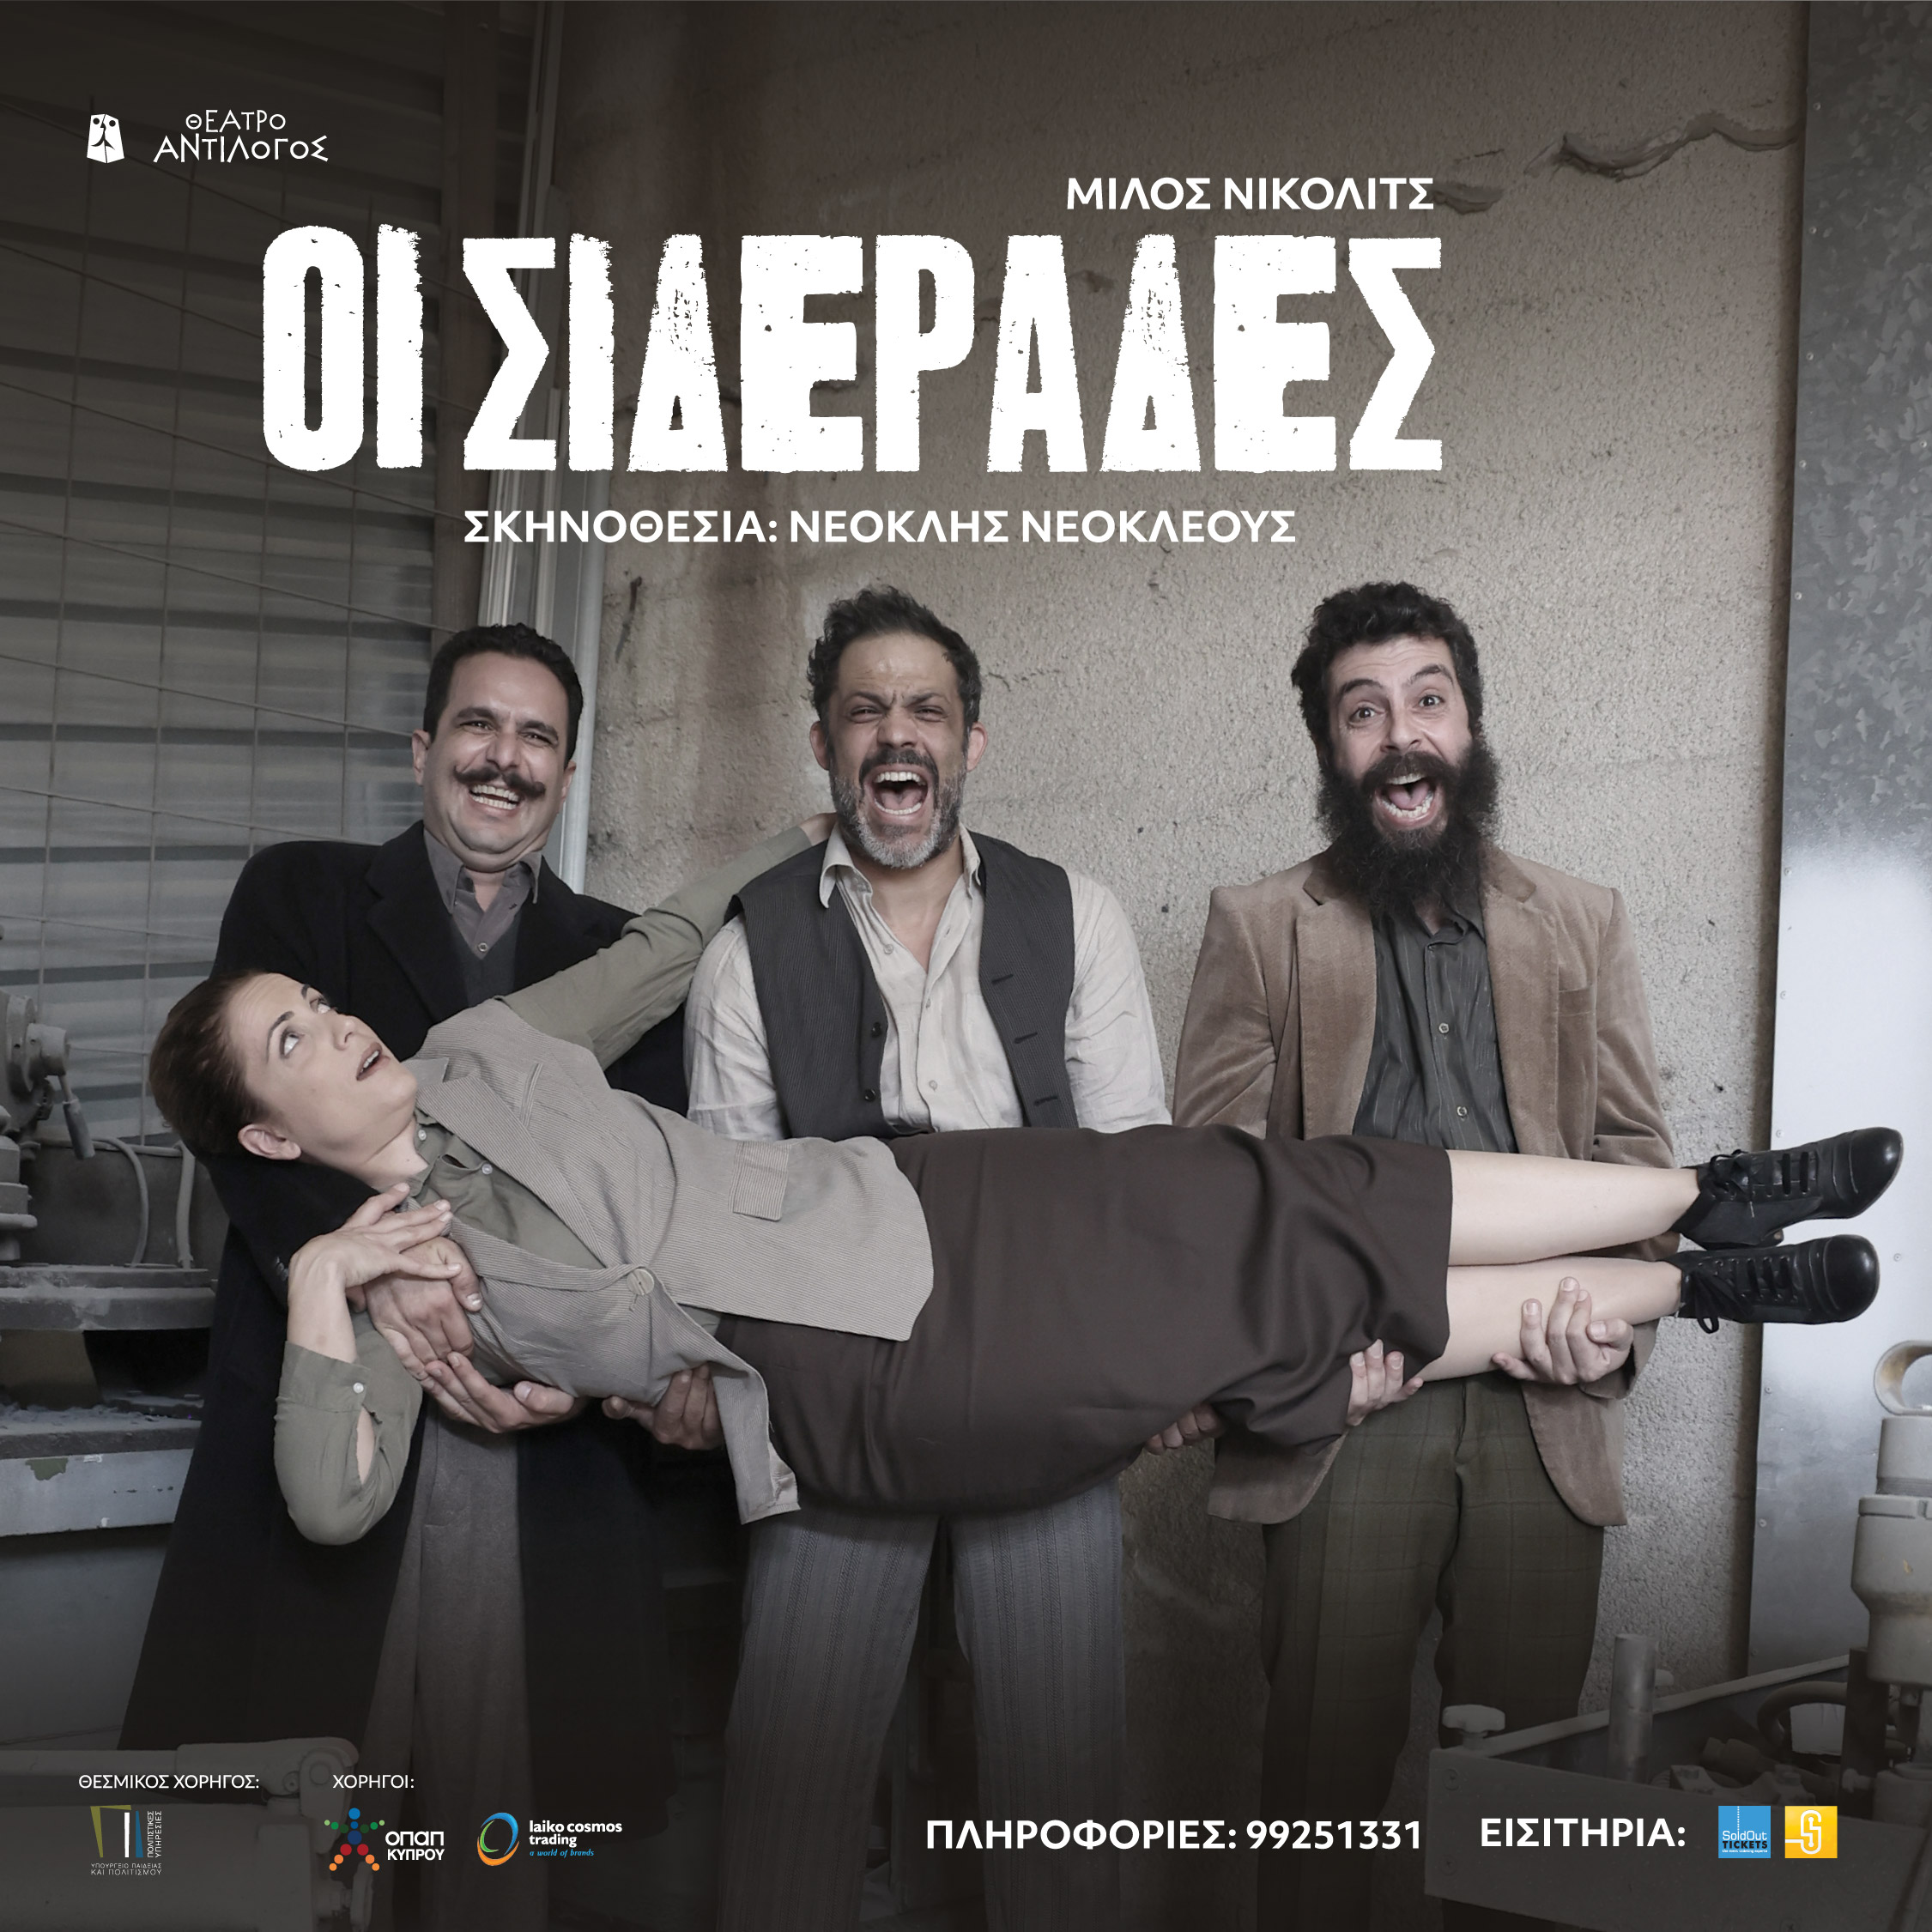 ΘΕΑΤΡΟ
ΑΝΤΙΛΟΓΟΣ
ΜΙΛΟΣ ΝΙΚΟΛΙΤΣ
ΟΙ ΣΙΔΕΡΑΔΕΣ
ΣΚΗΝΟΘΕΣΙΑ: ΝΕΟΚΛΗΣ ΝΕΟΚΛΕΟΥΣ
ΘΕΣΜΙΚΟΣ ΧΟΡΗΓΟΣ:
ΠΟΛΙΤΙΣΤΙΚΕΣ
ΥΠΗΡΕΣΙΕΣ
ΥΠΟΥΡΓΕΙΟ ΠΑΙΔΕΙΑΣ
ΚΑΙ ΠΟΛΙΤΙΣΜΟΥ
ΧΟΡΗΓΟΙ:
ΟΠΑΠ
ΚΥΠΡΟΥ
laiko cosmos
trading
a world of brands
ΠΛΗΡΟΦΟΡΙΕΣ: 99251331
ΕΙΣΙΤΗΡΙΑ:
SoldOut
TICKETS